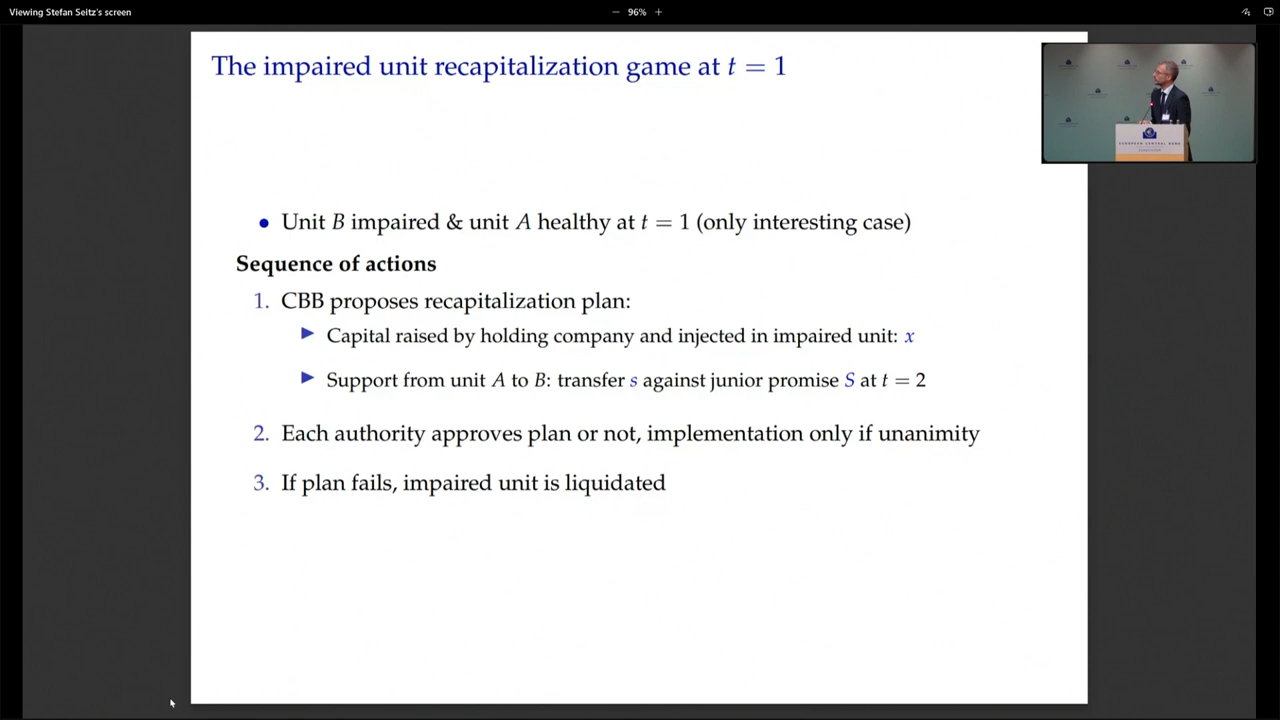 Viewing Stefan Seitz's screen
− 96% +
The impaired unit recapitalization game at t = 1
• Unit B impaired & unit A healthy at t = 1 (only interesting case)
Sequence of actions
1. CBB proposes recapitalization plan:
▶ Capital raised by holding company and injected in impaired unit: x
▶ Support from unit A to B: transfer s against junior promise S at t = 2
2. Each authority approves plan or not, implementation only if unanimity
3. If plan fails, impaired unit is liquidated
EUROPEAN CENTRAL BANK